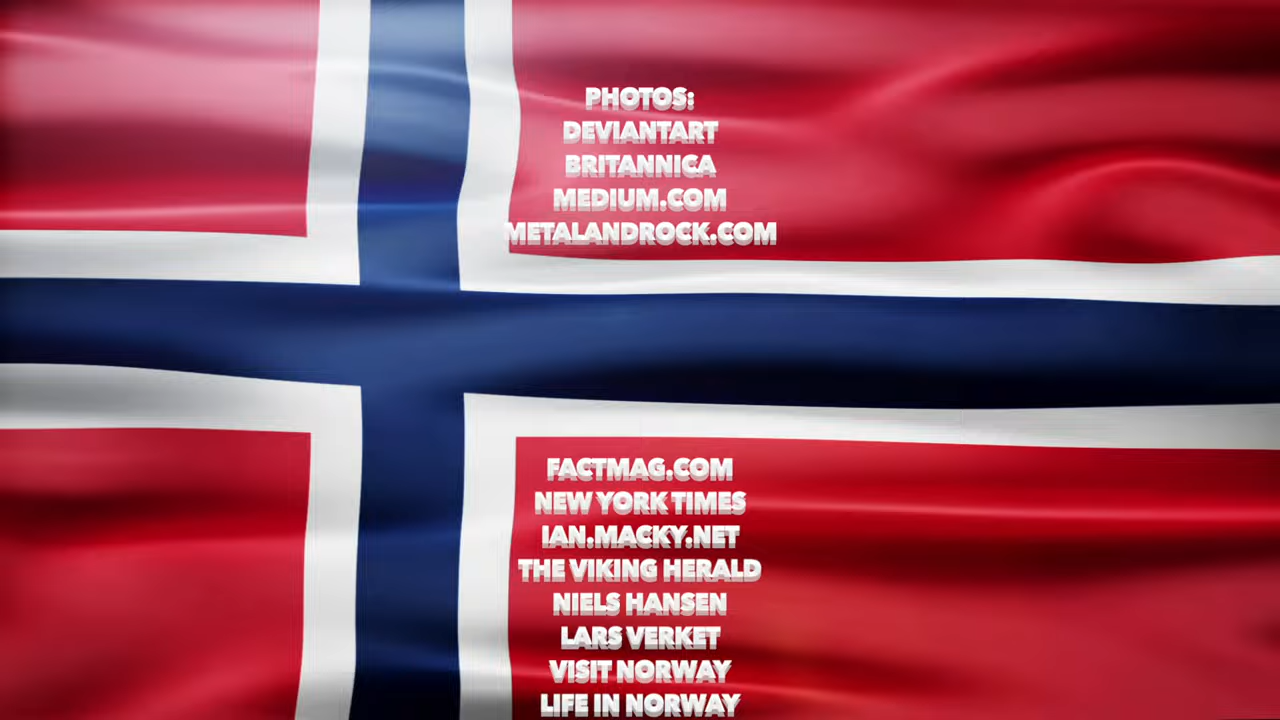 PHOTOS:
DEVIANTART
BRITANNICA
MEDIUM.COM
METALANDROCK.COM
FACTMAG.COM
NEW YORK TIMES
IAN.MACKY.NET
THE VIKING HERALD
NIELS HANSEN
LARS VERKET
VISIT NORWAY
LIFE IN NORWAY